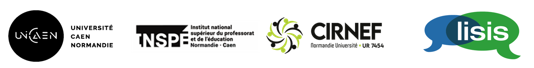 UNICAEN
UNIVERSITÉ
CAEN
NORMANDIE
INSPÉ
Institut national
supérieur du professorat
et de l'éducation
Normandie · Caen
CIRNEF
Normandie Université · UR 7454
lisis